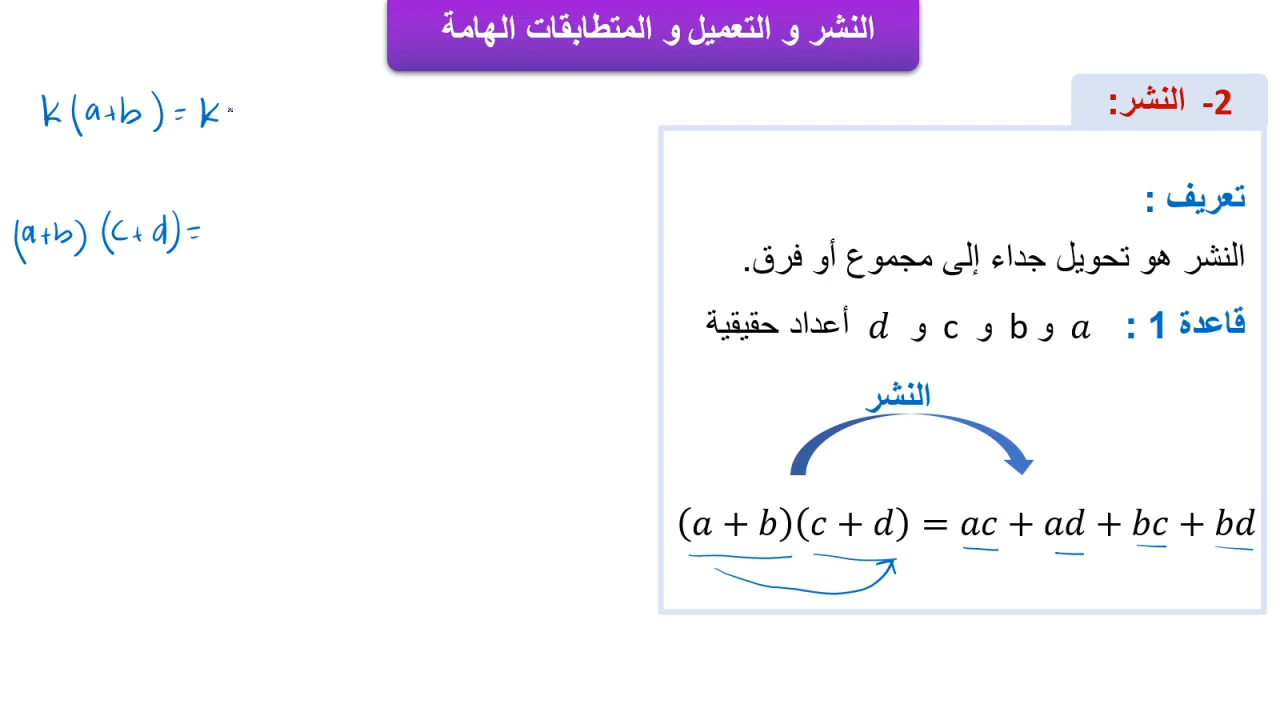 النشر و التعميل و المتطابقات الهامة
2- النشر:
تعريف :
النشر هو تحويل جداء إلى مجموع أو فرق.
قاعدة 1 : a و b و c و d أعداد حقيقية
النشر
(a + b)(c + d) = ac + ad + bc + bd
k(a+b) = k
(a+b)(c+d) =